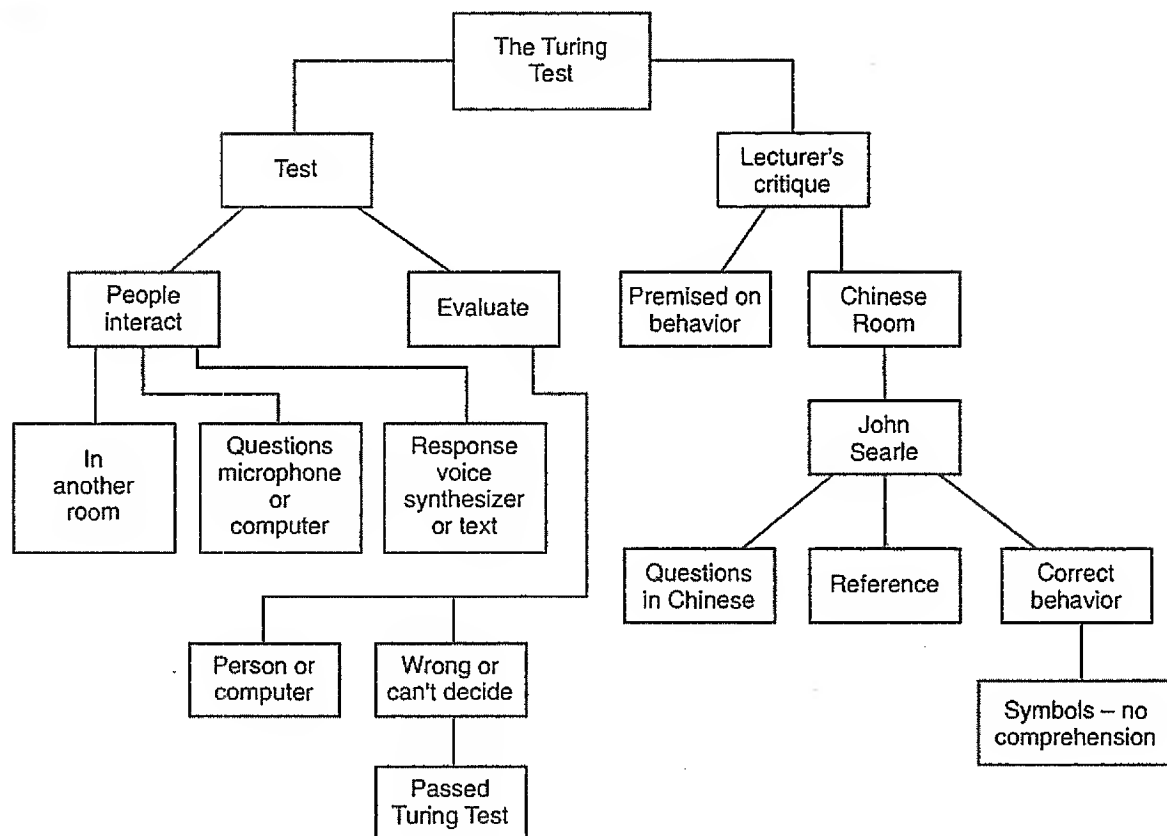 The Turing
Test
Test
Lecturer's
critique
People
interact
Evaluate
Premised on
behavior
Chinese
Room
In
another
room
Questions
microphone
or
computer
Response
voice
synthesizer
or text
John
Searle
Questions
in Chinese
Reference
Correct
behavior
Person or
computer
Wrong or
can't decide
Symbols – no
comprehension
Passed
Turing Test